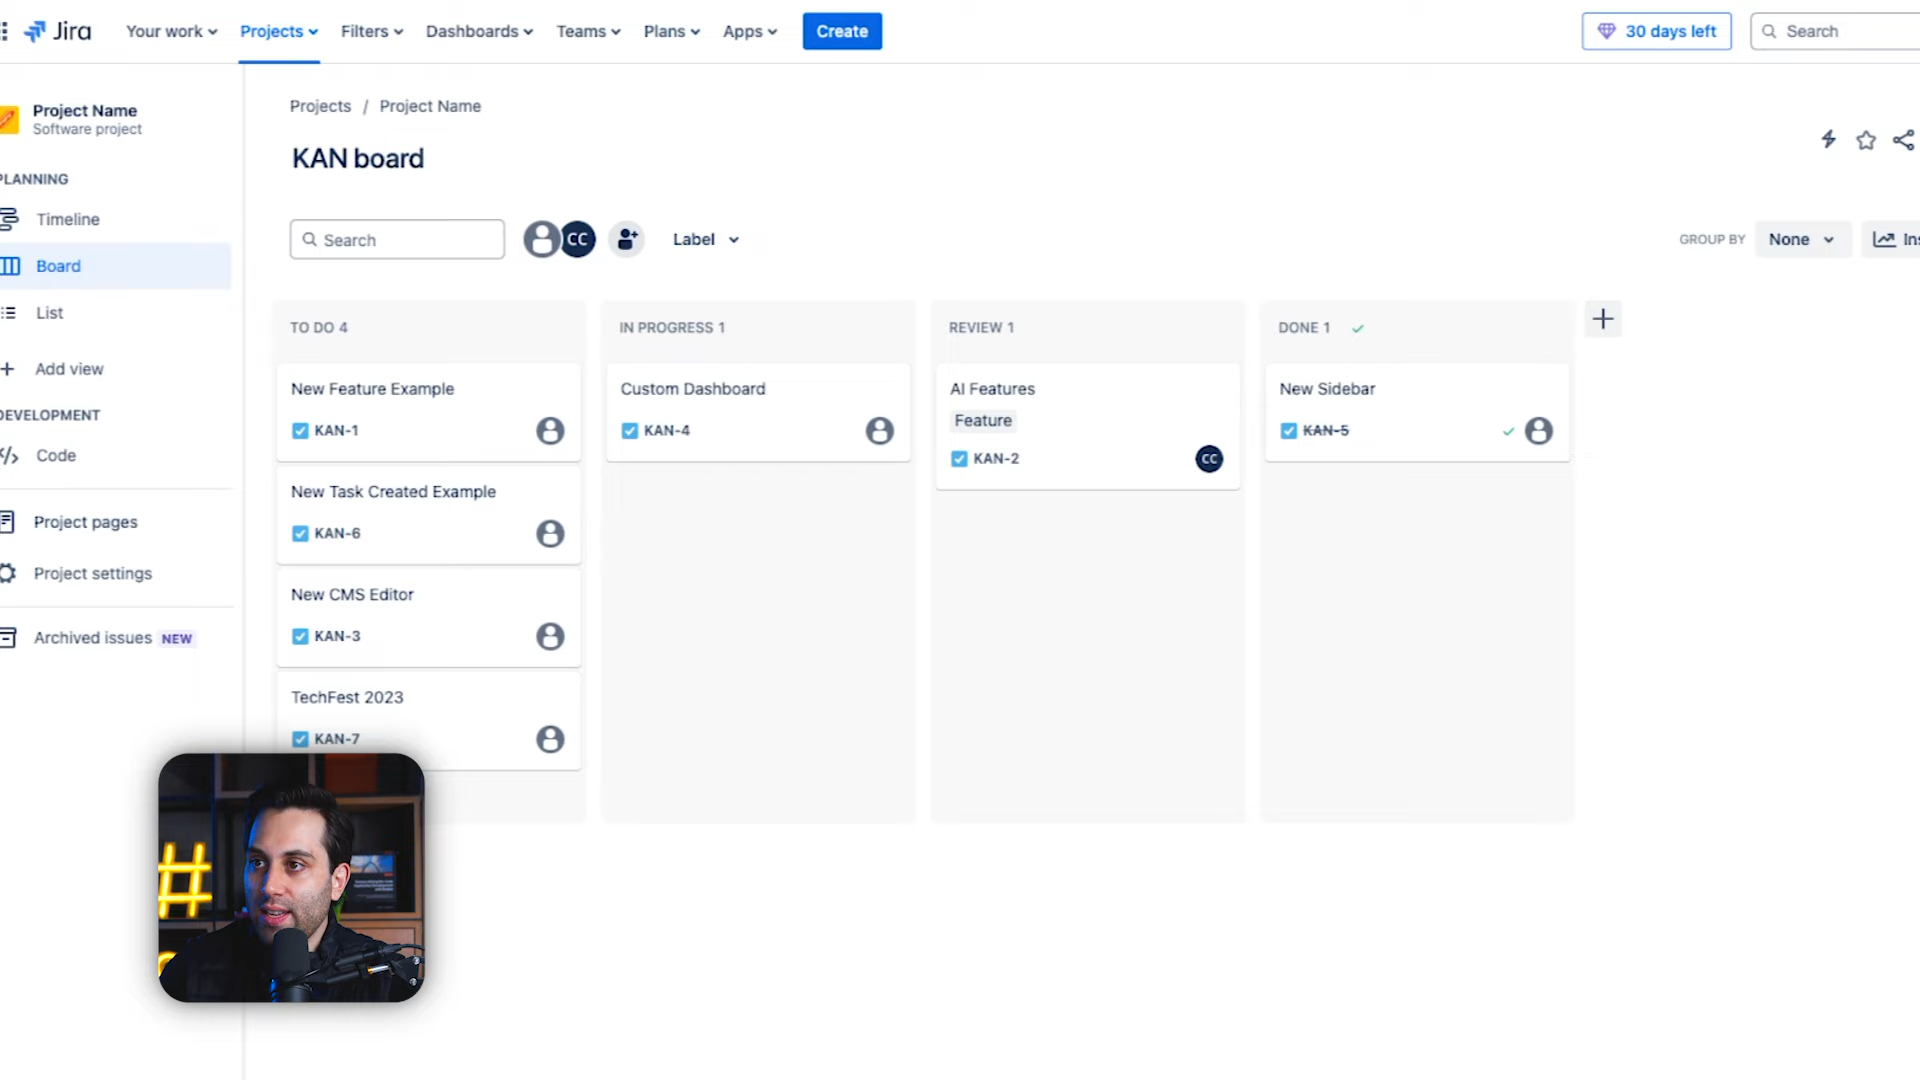 Jira
Your work
Projects
Filters
Dashboards
Teams
Plans
Apps
Create
30 days left
Search
Project Name
Software project
PLANNING
Timeline
Board
List
Add view
DEVELOPMENT
Code
Project pages
Project settings
Archived issues NEW
Projects / Project Name
KAN board
Search
CC
Label
GROUP BY
None
Ins
TO DO 4
New Feature Example
KAN-1
New Task Created Example
KAN-6
New CMS Editor
KAN-3
TechFest 2023
KAN-7
IN PROGRESS 1
Custom Dashboard
KAN-4
REVIEW 1
AI Features
Feature
KAN-2
CC
DONE 1
New Sidebar
KAN-5
#